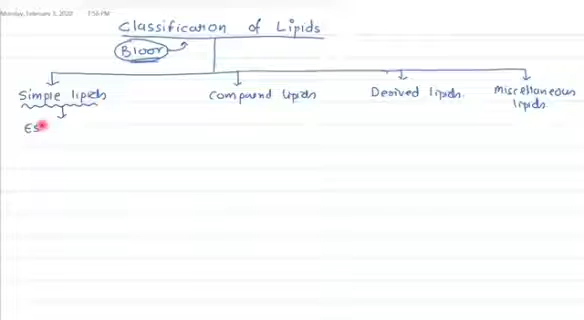 Monday, February 3, 2020 7:58 PM
Classification of Lipids
Bloor
Simple lipids Compound lipids Derived lipids. Miscellaneous
lipids.
Es